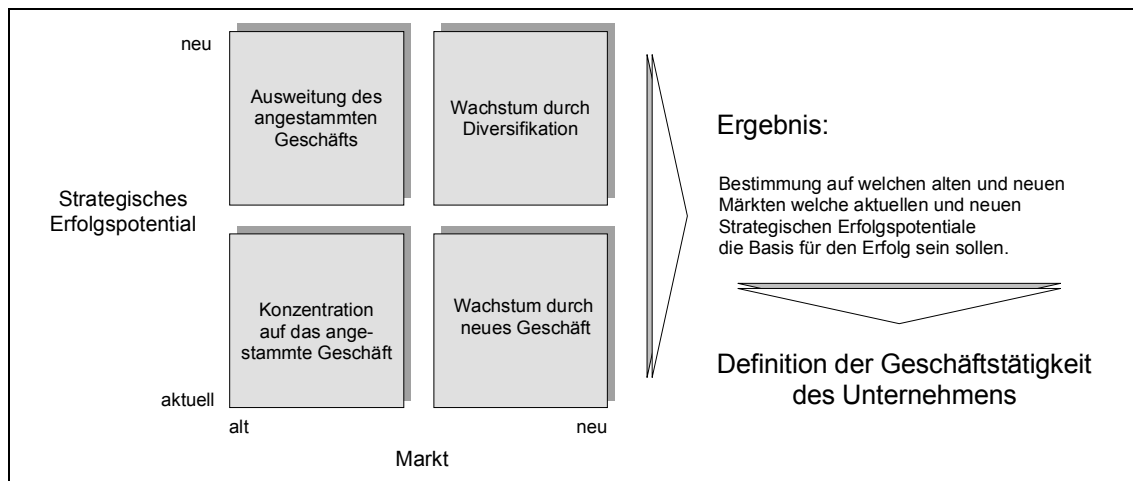 neu
Ausweitung des
angestammten
Geschäfts
Wachstum durch
Diversifikation
Strategisches
Erfolgspotential
Konzentration
auf das ange-
stammte Geschäft
Wachstum durch
neues Geschäft
aktuell
alt
neu
Markt
Ergebnis:
Bestimmung auf welchen alten und neuen
Märkten welche aktuellen und neuen
Strategischen Erfolgspotentiale
die Basis für den Erfolg sein sollen.
Definition der Geschäftstätigkeit
des Unternehmens